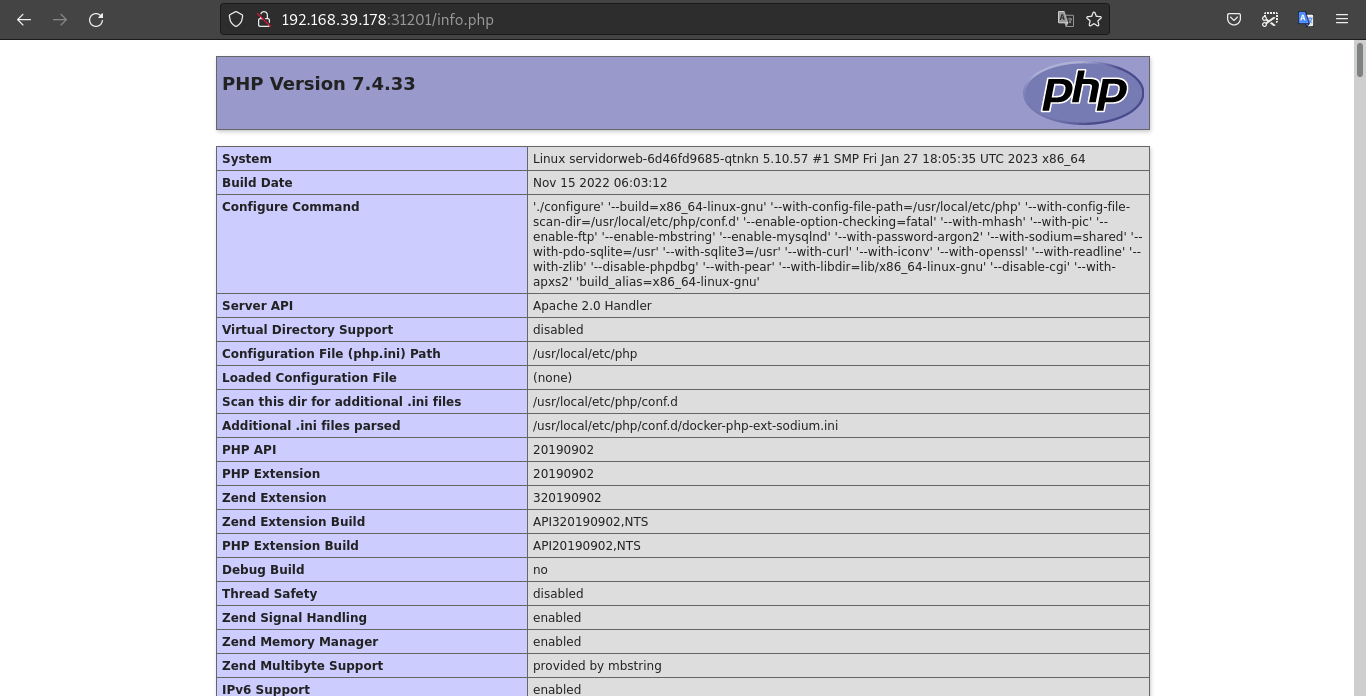 192.168.39.178:31201/info.php
PHP Version 7.4.33
php
System Linux servidorweb-6d46fd9685-qtnkn 5.10.57 #1 SMP Fri Jan 27 18:05:35 UTC 2023 x86_64
Build Date Nov 15 2022 06:03:12
Configure Command './configure' '--build=x86_64-linux-gnu' '--with-config-file-path=/usr/local/etc/php' '--with-config-file-
scan-dir=/usr/local/etc/php/conf.d' '--enable-option-checking=fatal' '--with-mhash' '--with-pic' '--
enable-ftp' '--enable-mbstring' '--enable-mysqlnd' '--with-password-argon2' '--with-sodium=shared' '--
with-pdo-sqlite=/usr' '--with-sqlite3=/usr' '--with-curl' '--with-iconv' '--with-openssl' '--with-readline' '--
with-zlib' '--disable-phpdbg' '--with-pear' '--with-libdir=lib/x86_64-linux-gnu' '--disable-cgi' '--with-
apxs2' 'build_alias=x86_64-linux-gnu'
Server API Apache 2.0 Handler
Virtual Directory Support disabled
Configuration File (php.ini) Path /usr/local/etc/php
Loaded Configuration File (none)
Scan this dir for additional .ini files /usr/local/etc/php/conf.d
Additional .ini files parsed /usr/local/etc/php/conf.d/docker-php-ext-sodium.ini
PHP API 20190902
PHP Extension 20190902
Zend Extension 320190902
Zend Extension Build API320190902,NTS
PHP Extension Build API20190902,NTS
Debug Build no
Thread Safety disabled
Zend Signal Handling enabled
Zend Memory Manager enabled
Zend Multibyte Support provided by mbstring
IPv6 Support enabled